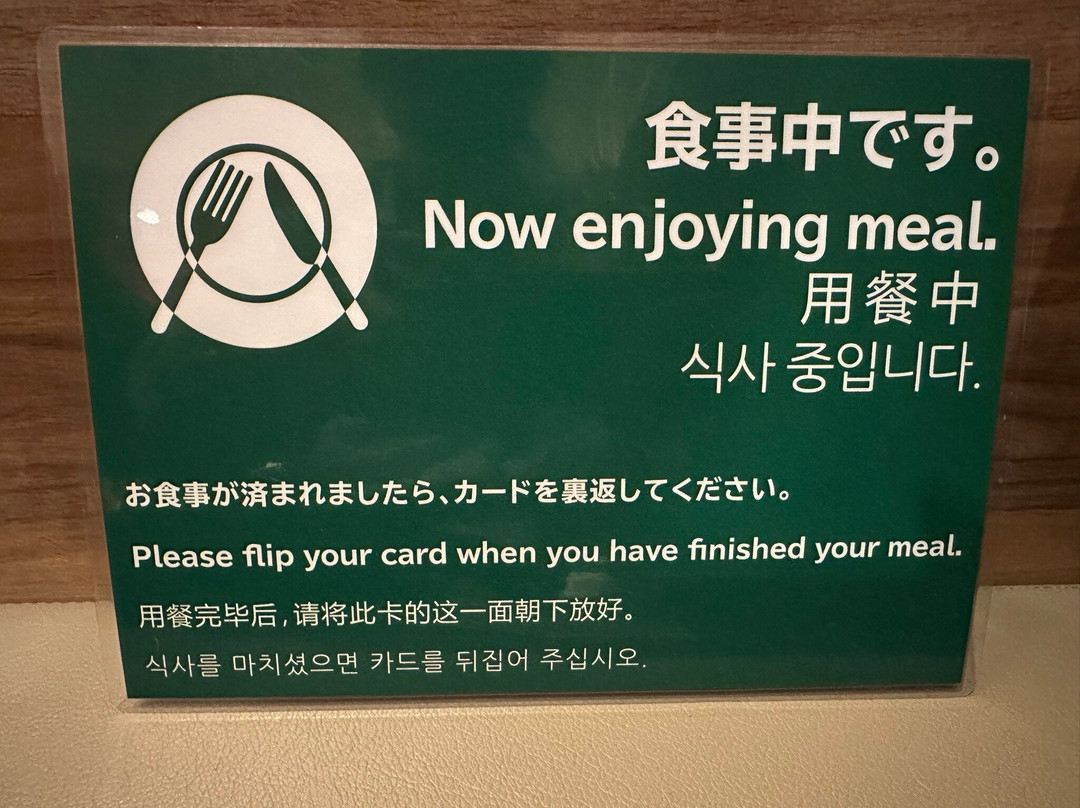 食事中です。
Now enjoying meal.
用餐中
식사 중입니다.
お食事が済まれましたら、カードを裏返してください。
Please flip your card when you have finished your meal.
用餐完毕后,请将此卡的这一面朝下放好。
식사를 마치셨으면 카드를 뒤집어 주십시오.